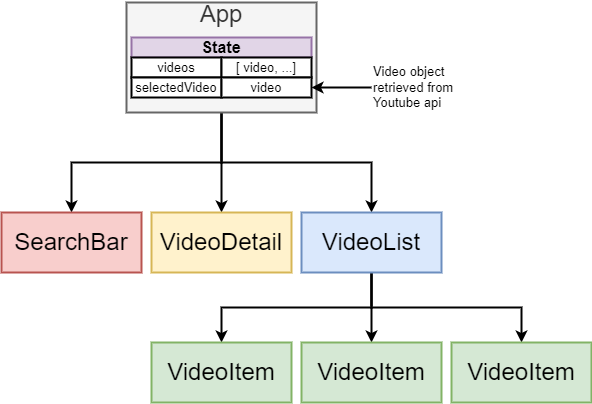 App
State
videos [ video, ...]
selectedVideo video
Video object
retrieved from
Youtube api
SearchBar VideoDetail VideoList
VideoItem VideoItem VideoItem